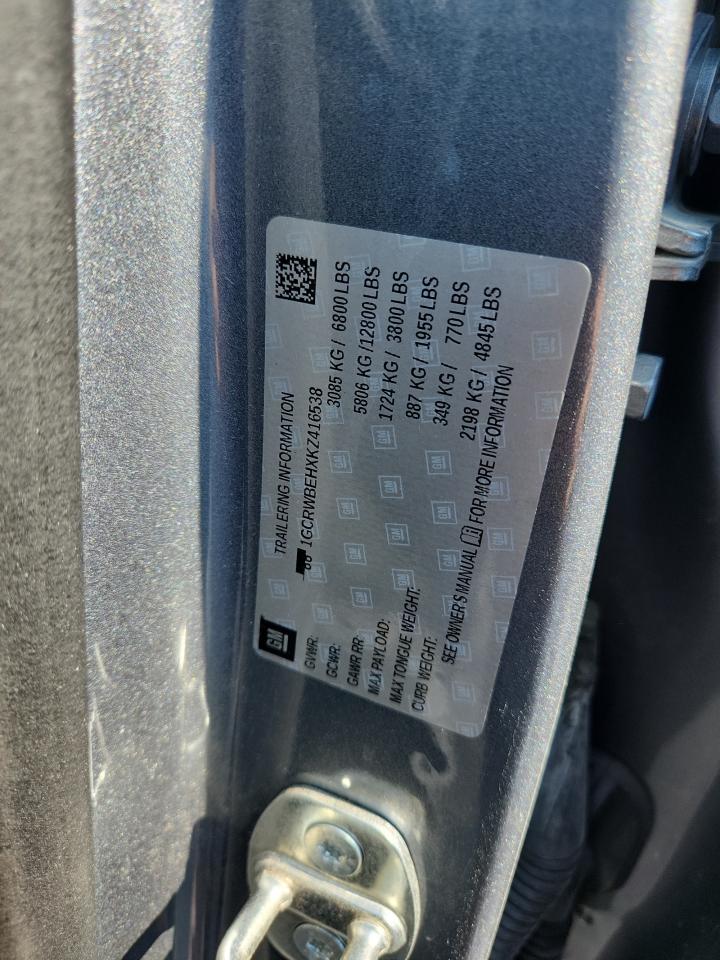 TRAILERING INFORMATION
1GCRWBEHXKZ416538
GM
GVWR: 3085 KG / 6800 LBS
GCWR: 5806 KG / 12800 LBS
GAWR RR: 1724 KG / 3800 LBS
MAX PAYLOAD: 887 KG / 1955 LBS
MAX TONGUE WEIGHT: 349 KG / 770 LBS
CURB WEIGHT: 2198 KG / 4845 LBS
SEE OWNER'S MANUAL FOR MORE INFORMATION